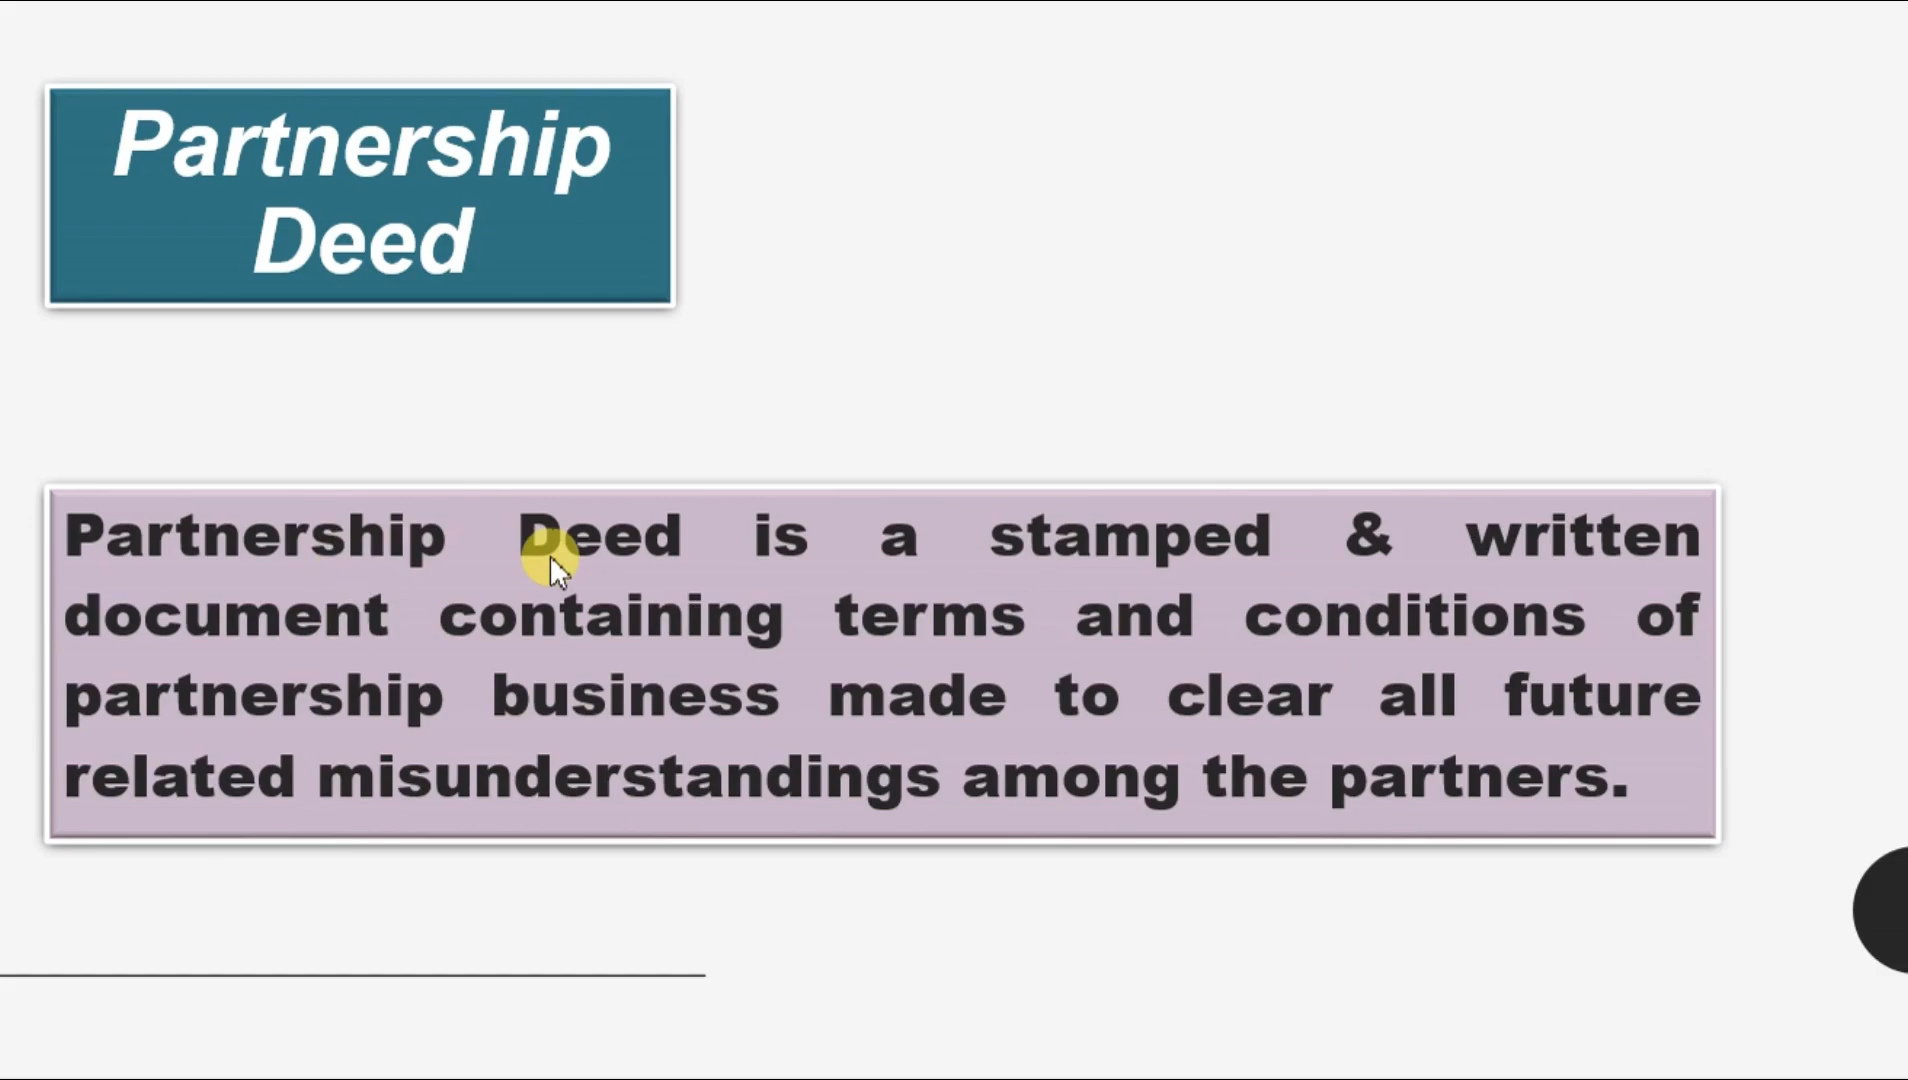 Partnership
Deed
Partnership Deed is a stamped & written
document containing terms and conditions of
partnership business made to clear all future
related misunderstandings among the partners.